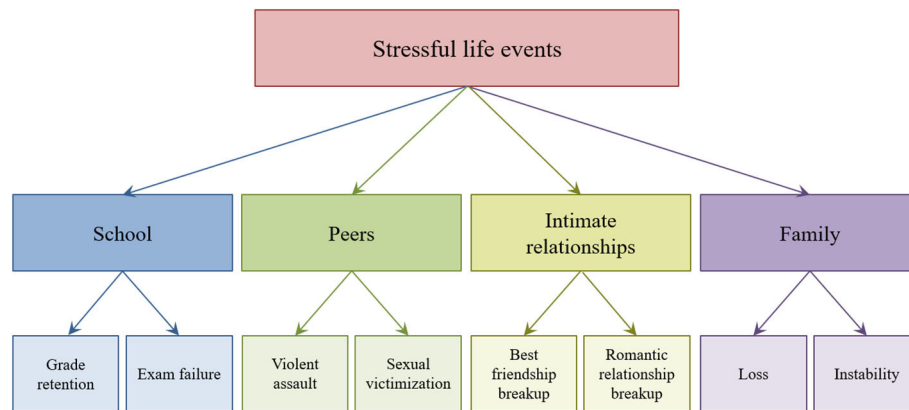 Stressful life events
School
Peers
Intimate
relationships
Family
Grade
retention
Exam failure
Violent
assault
Sexual
victimization
Best
friendship
breakup
Romantic
relationship
breakup
Loss
Instability